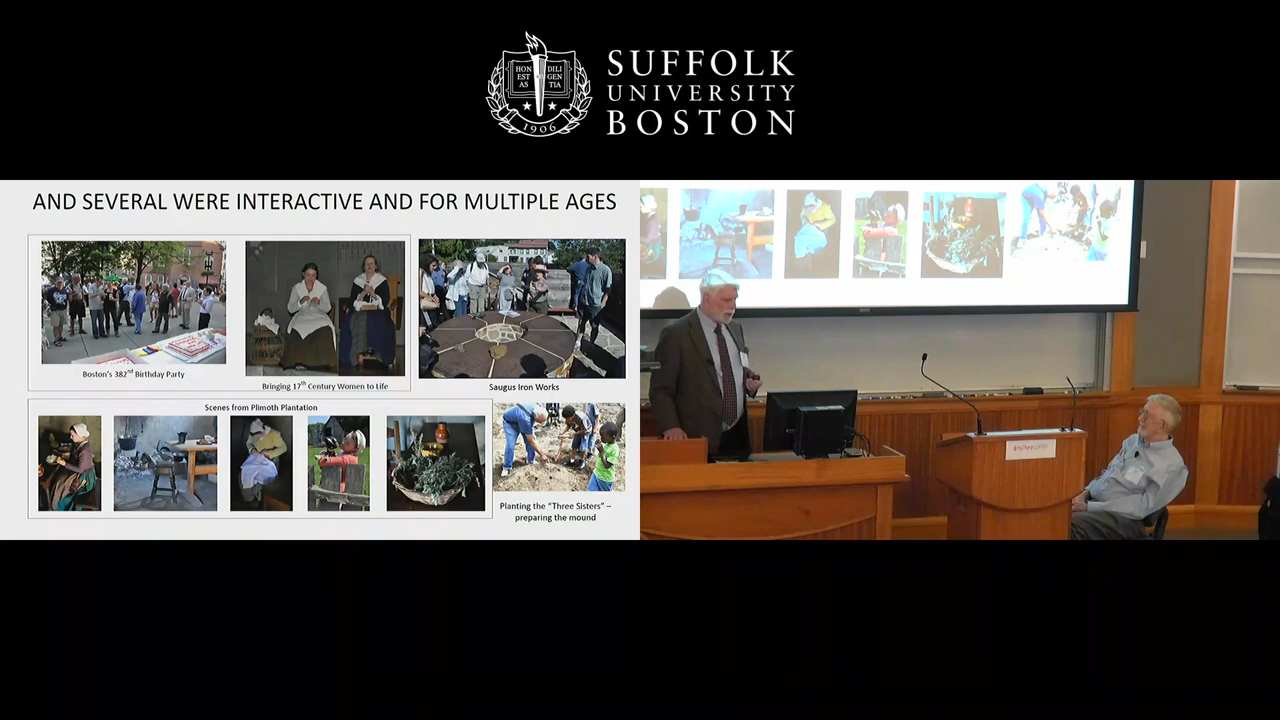 HON
EST
AS
DILI
GEN
TIA
1906
SUFFOLK
UNIVERSITY
BOSTON
AND SEVERAL WERE INTERACTIVE AND FOR MULTIPLE AGES
Boston's 382nd Birthday Party
Bringing 17th Century Women to Life
Saugus Iron Works
Scenes from Plimoth Plantation
Planting the "Three Sisters" –
preparing the mound